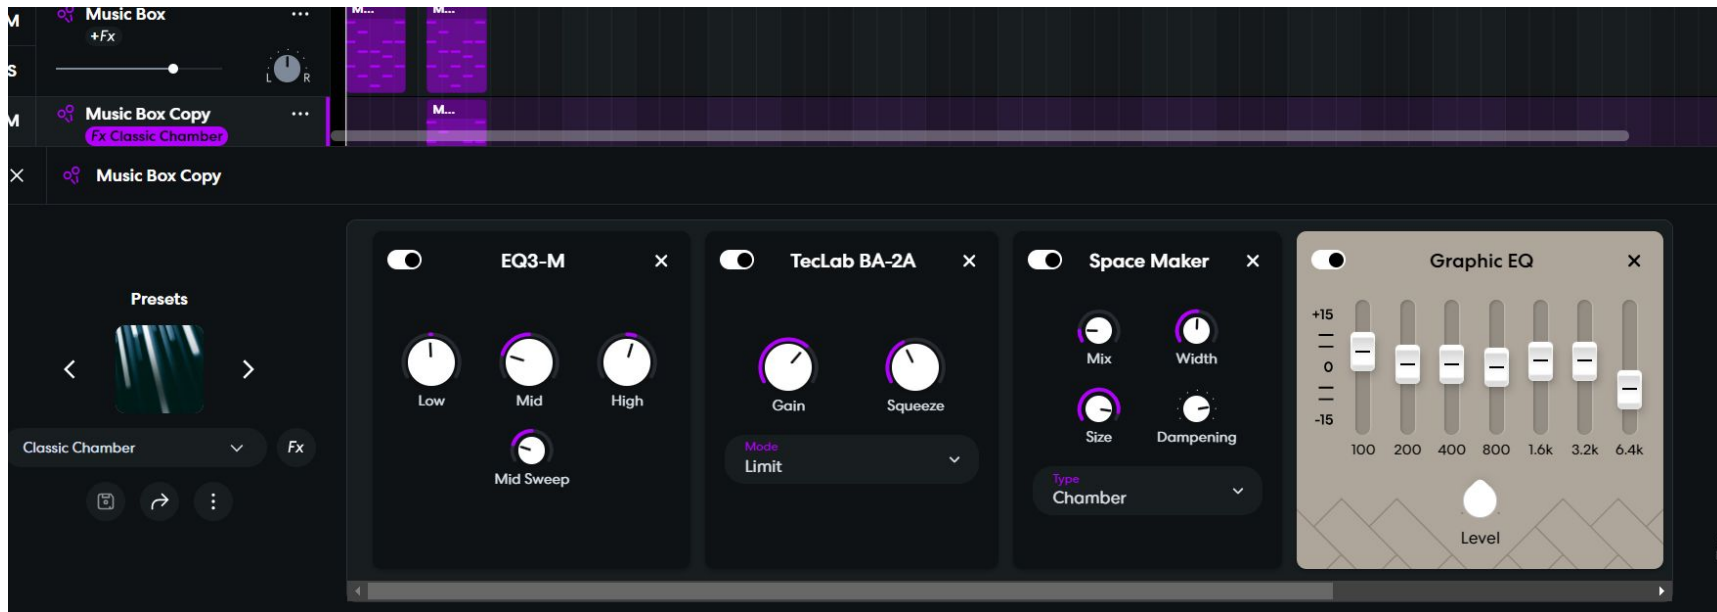 M
Music Box
...
+Fx
S
L
R
M...
M...
M
Music Box Copy
...
Fx Classic Chamber
M...
Music Box Copy
Presets
Classic Chamber
Fx
EQ3-M
Low
Mid
High
Mid Sweep
TecLab BA-2A
Gain
Squeeze
Mode
Limit
Space Maker
Mix
Width
Size
Dampening
Type
Chamber
Graphic EQ
+15
0
-15
100 200 400 800 1.6k 3.2k 6.4k
Level